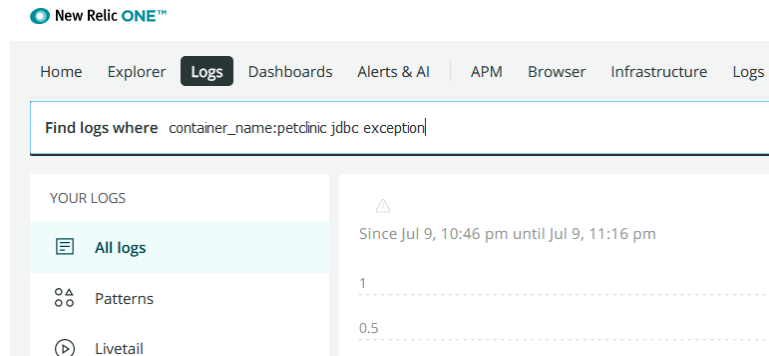 New Relic ONE™
Home Explorer Logs Dashboards Alerts & AI APM Browser Infrastructure Logs
Find logs where container_name:petclinic jdbc exception
YOUR LOGS
All logs
Patterns
Livetail
Since Jul 9, 10:46 pm until Jul 9, 11:16 pm
1
0.5